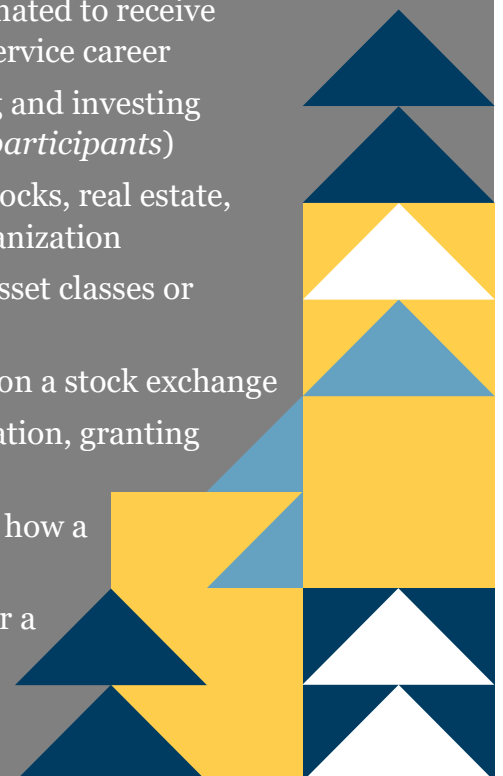 nated to receive
ervice career
g and investing
participants)
ocks, real estate,
anization
asset classes or
on a stock exchange
ation, granting
how a
r a